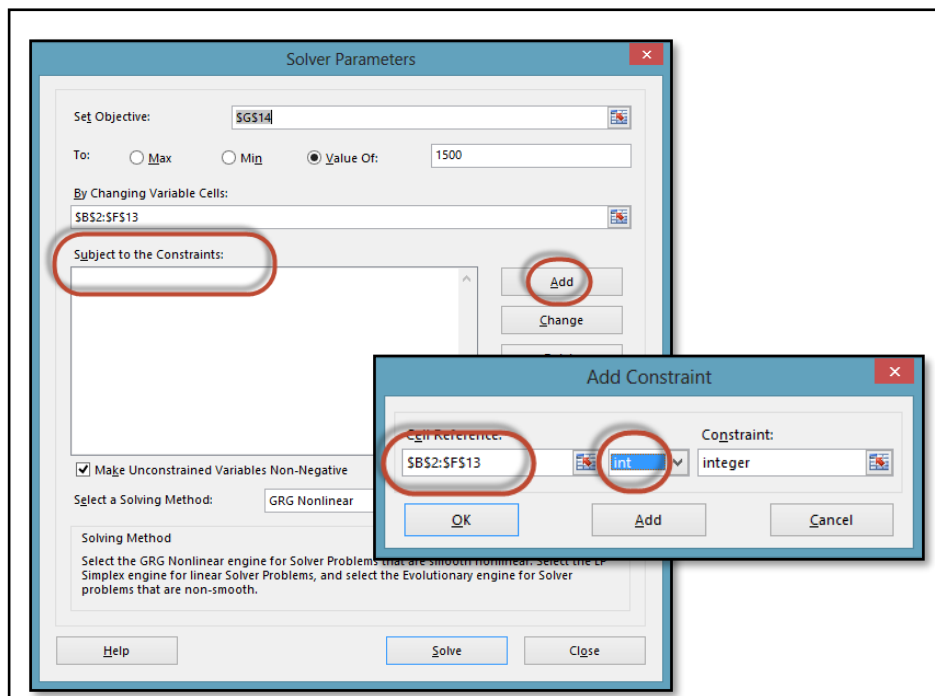 Solver Parameters
Set Objective:
$G$14
To:
Max
Min
Value Of:
1500
By Changing Variable Cells:
$B$2:$F$13
Subject to the Constraints:
Add
Change
Make Unconstrained Variables Non-Negative
Select a Solving Method:
GRG Nonlinear
Solving Method
Select the GRG Nonlinear engine for Solver Problems that are smooth nonlinear. Select the LP
Simplex engine for linear Solver Problems, and select the Evolutionary engine for Solver
problems that are non-smooth.
Help
Solve
Close
Add Constraint
Cell Reference:
Constraint:
$B$2:$F$13
int
integer
OK
Add
Cancel